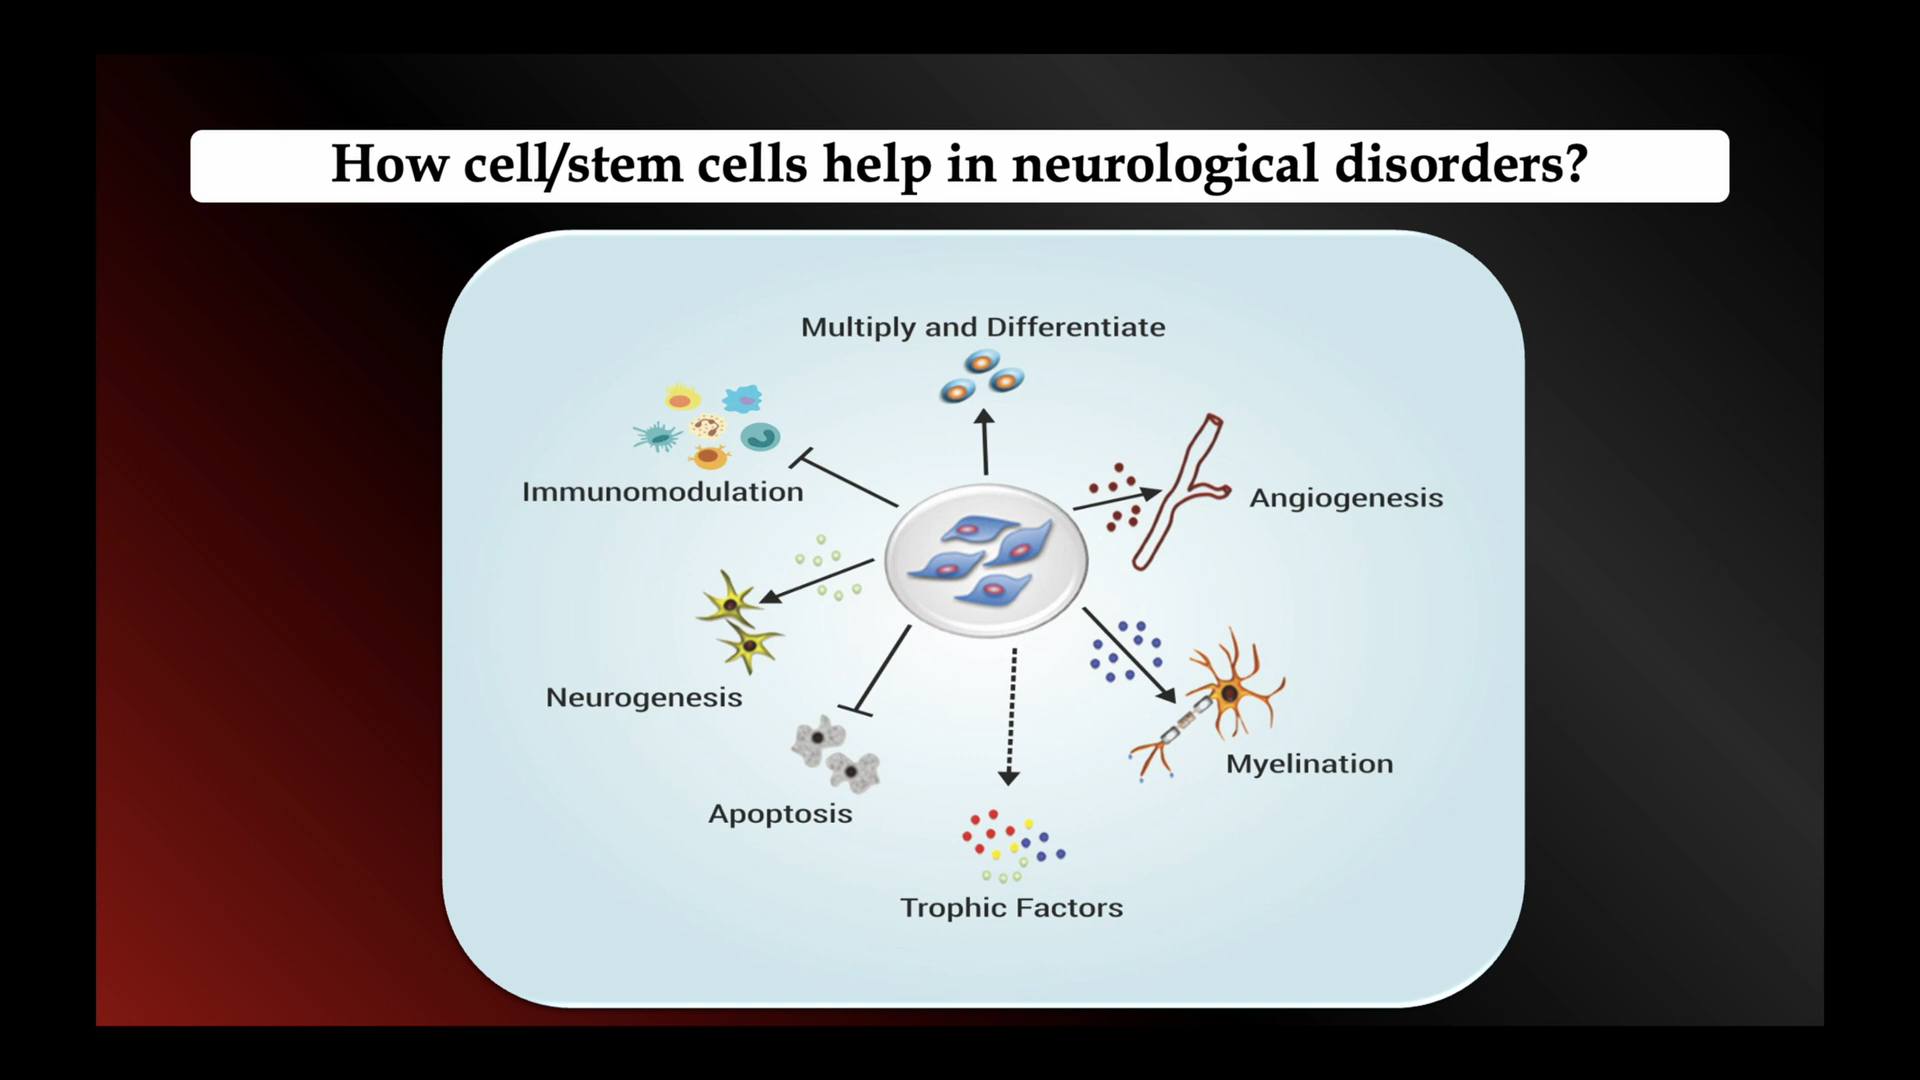 How cell/stem cells help in neurological disorders?
Multiply and Differentiate
Immunomodulation
Angiogenesis
Neurogenesis
Myelination
Apoptosis
Trophic Factors